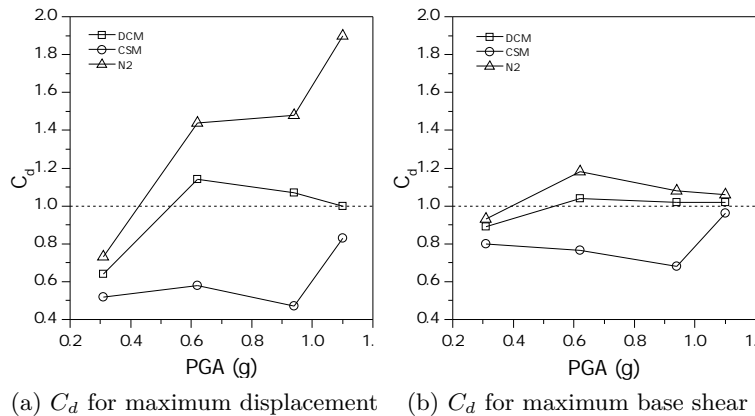 2.0
DCM
CSM
N2
1.8
1.6
1.4
1.2
1.0
0.8
0.6
0.4
C_d
0.2 0.4 0.6 0.8 1.0 1.
PGA (g)
(a) C_d for maximum displacement
2.0
DCM
CSM
N2
1.8
1.6
1.4
1.2
1.0
0.8
0.6
0.4
C_d
0.2 0.4 0.6 0.8 1.0 1.
PGA (g)
(b) C_d for maximum base shear